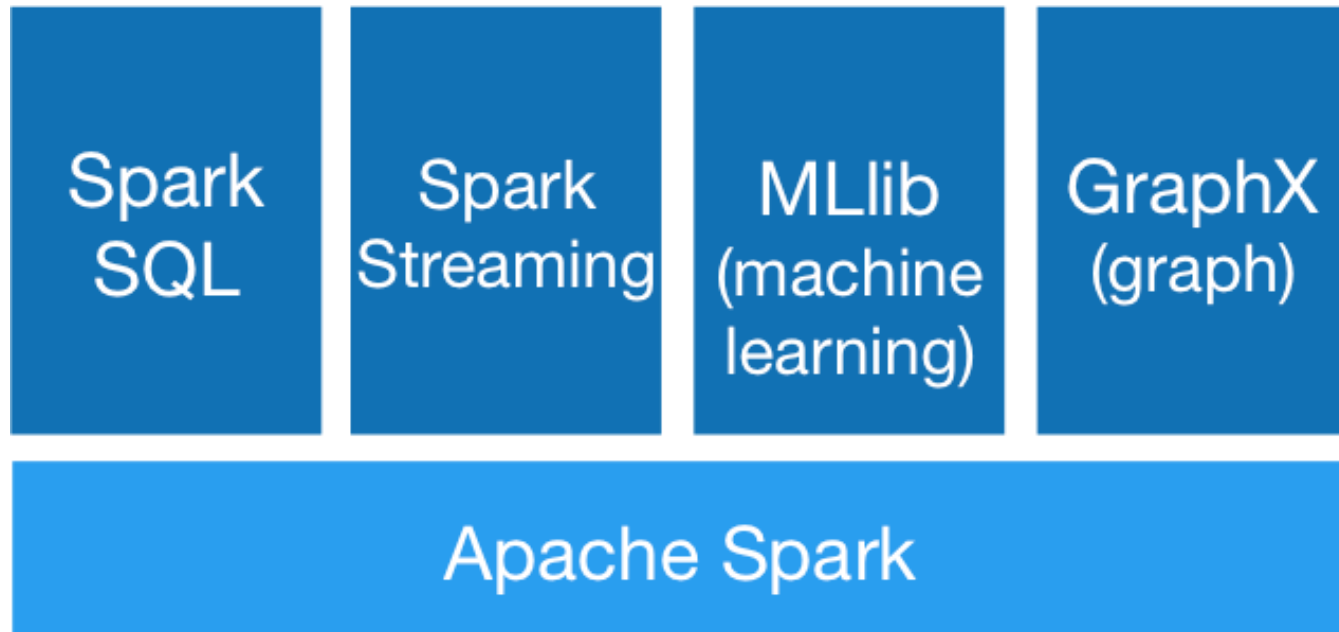 Spark
SQL
Spark
Streaming
MLlib
(machine
learning)
GraphX
(graph)
Apache Spark